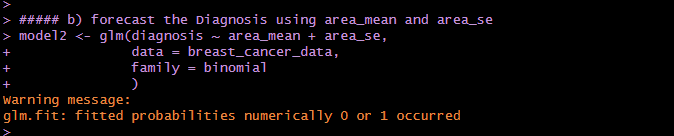 >
> ##### b) forecast the Diagnosis using area_mean and area_se
> model2 <- glm(diagnosis ~ area_mean + area_se,
+ data = breast_cancer_data,
+ family = binomial
+ )
Warning message:
glm.fit: fitted probabilities numerically 0 or 1 occurred
>